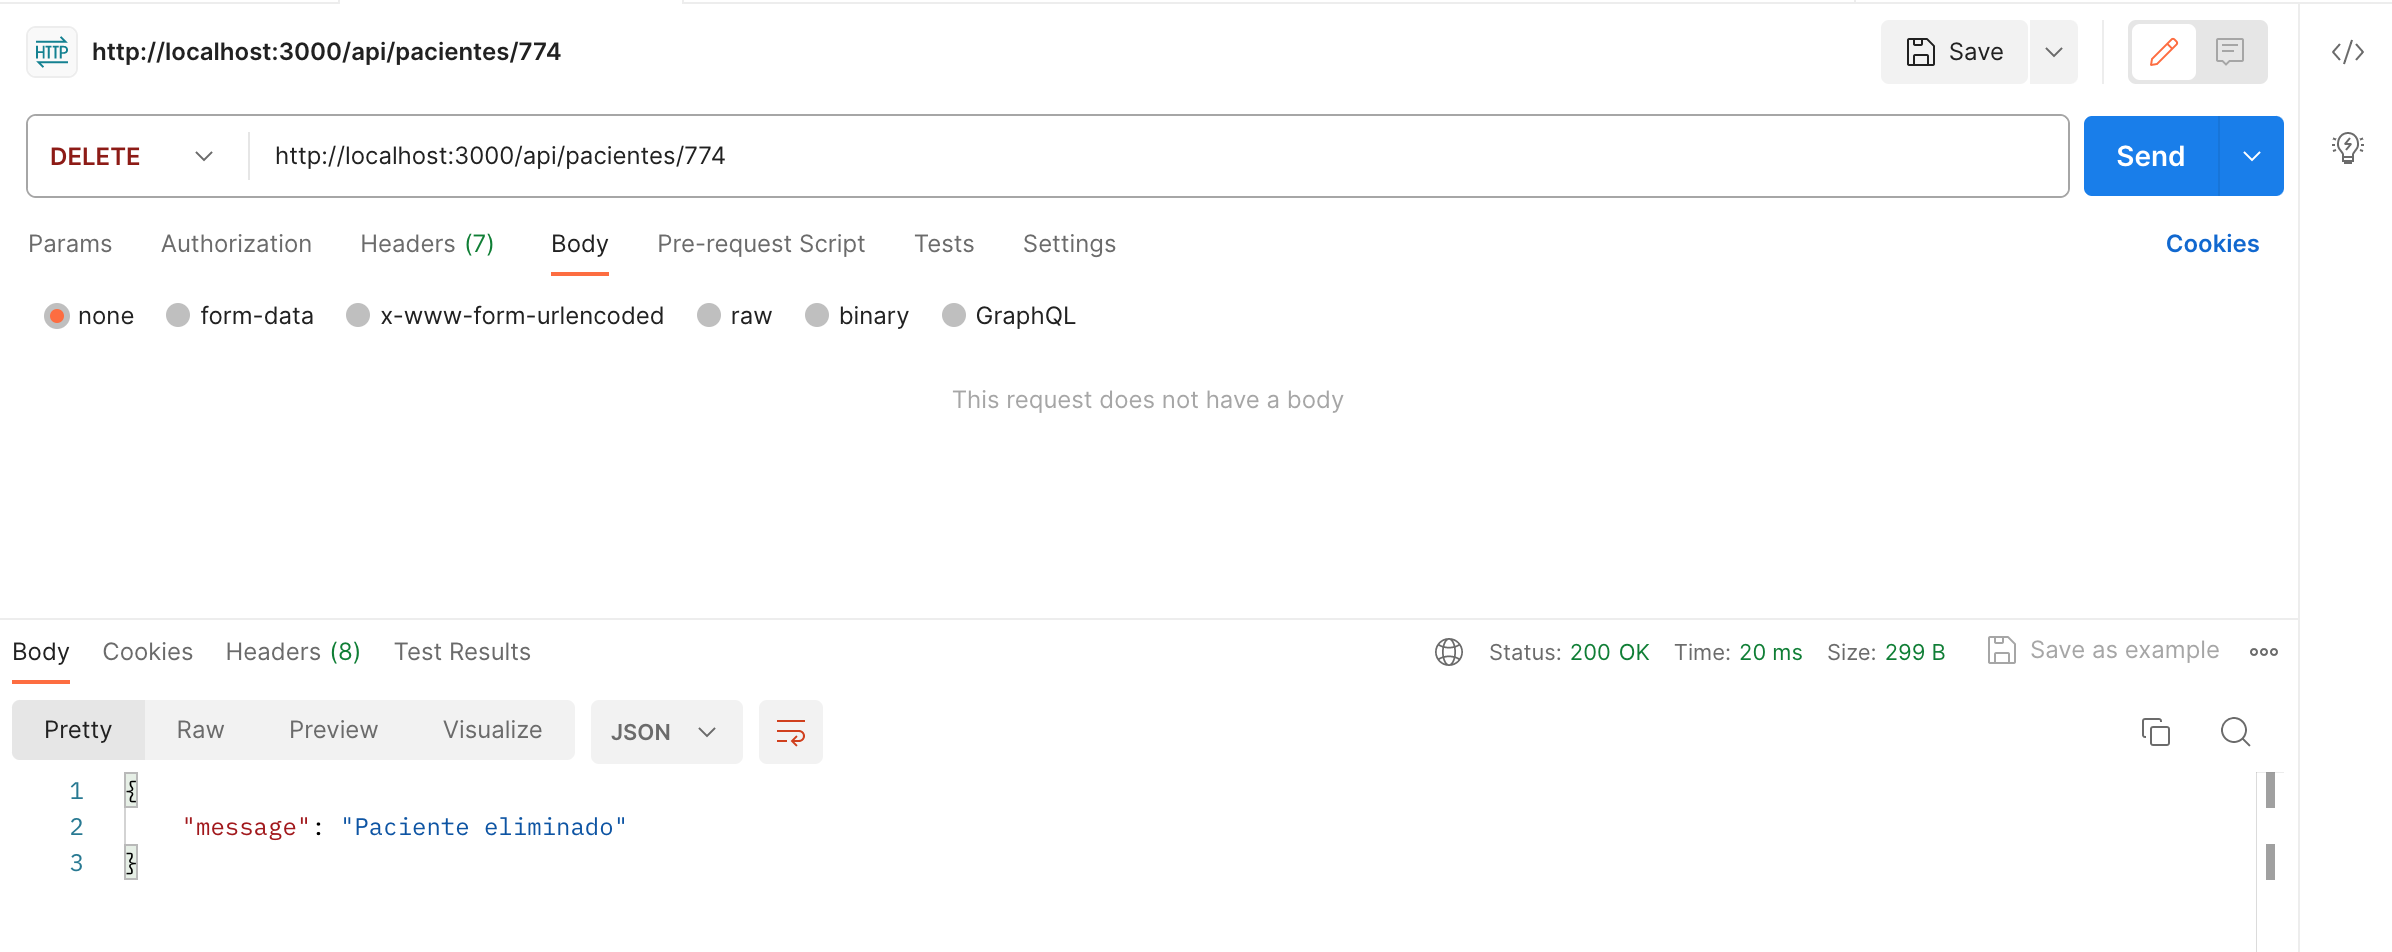 HTTP http://localhost:3000/api/pacientes/774 Save
DELETE http://localhost:3000/api/pacientes/774 Send
Params Authorization Headers (7) Body Pre-request Script Tests Settings Cookies
none form-data x-www-form-urlencoded raw binary GraphQL
This request does not have a body
Body Cookies Headers (8) Test Results Status: 200 OK Time: 20 ms Size: 299 B Save as example
Pretty Raw Preview Visualize JSON
1 {
2 "message": "Paciente eliminado"
3 }